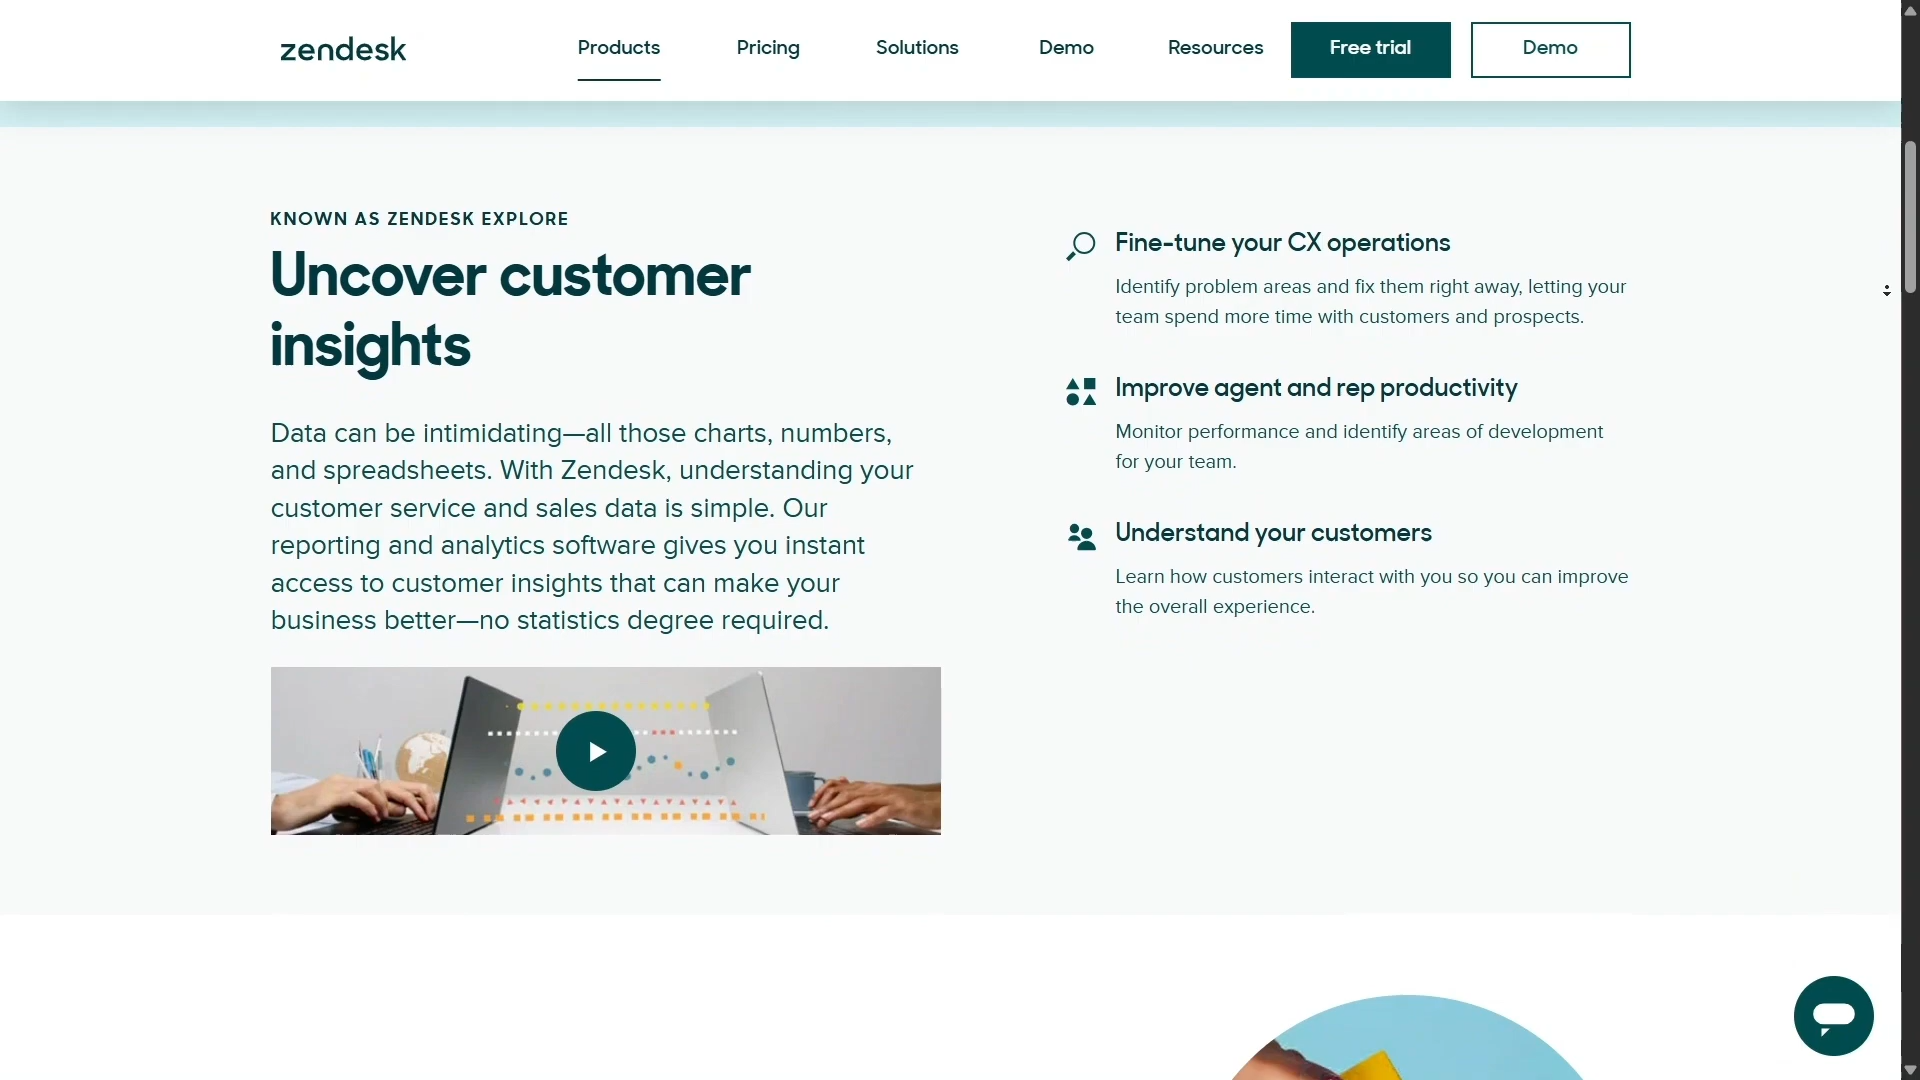 zendesk
Products
Pricing
Solutions
Demo
Resources
Free trial
Demo
KNOWN AS ZENDESK EXPLORE
Uncover customer
insights
Data can be intimidating—all those charts, numbers,
and spreadsheets. With Zendesk, understanding your
customer service and sales data is simple. Our
reporting and analytics software gives you instant
access to customer insights that can make your
business better—no statistics degree required.
Fine-tune your CX operations
Identify problem areas and fix them right away, letting your
team spend more time with customers and prospects.
Improve agent and rep productivity
Monitor performance and identify areas of development
for your team.
Understand your customers
Learn how customers interact with you so you can improve
the overall experience.